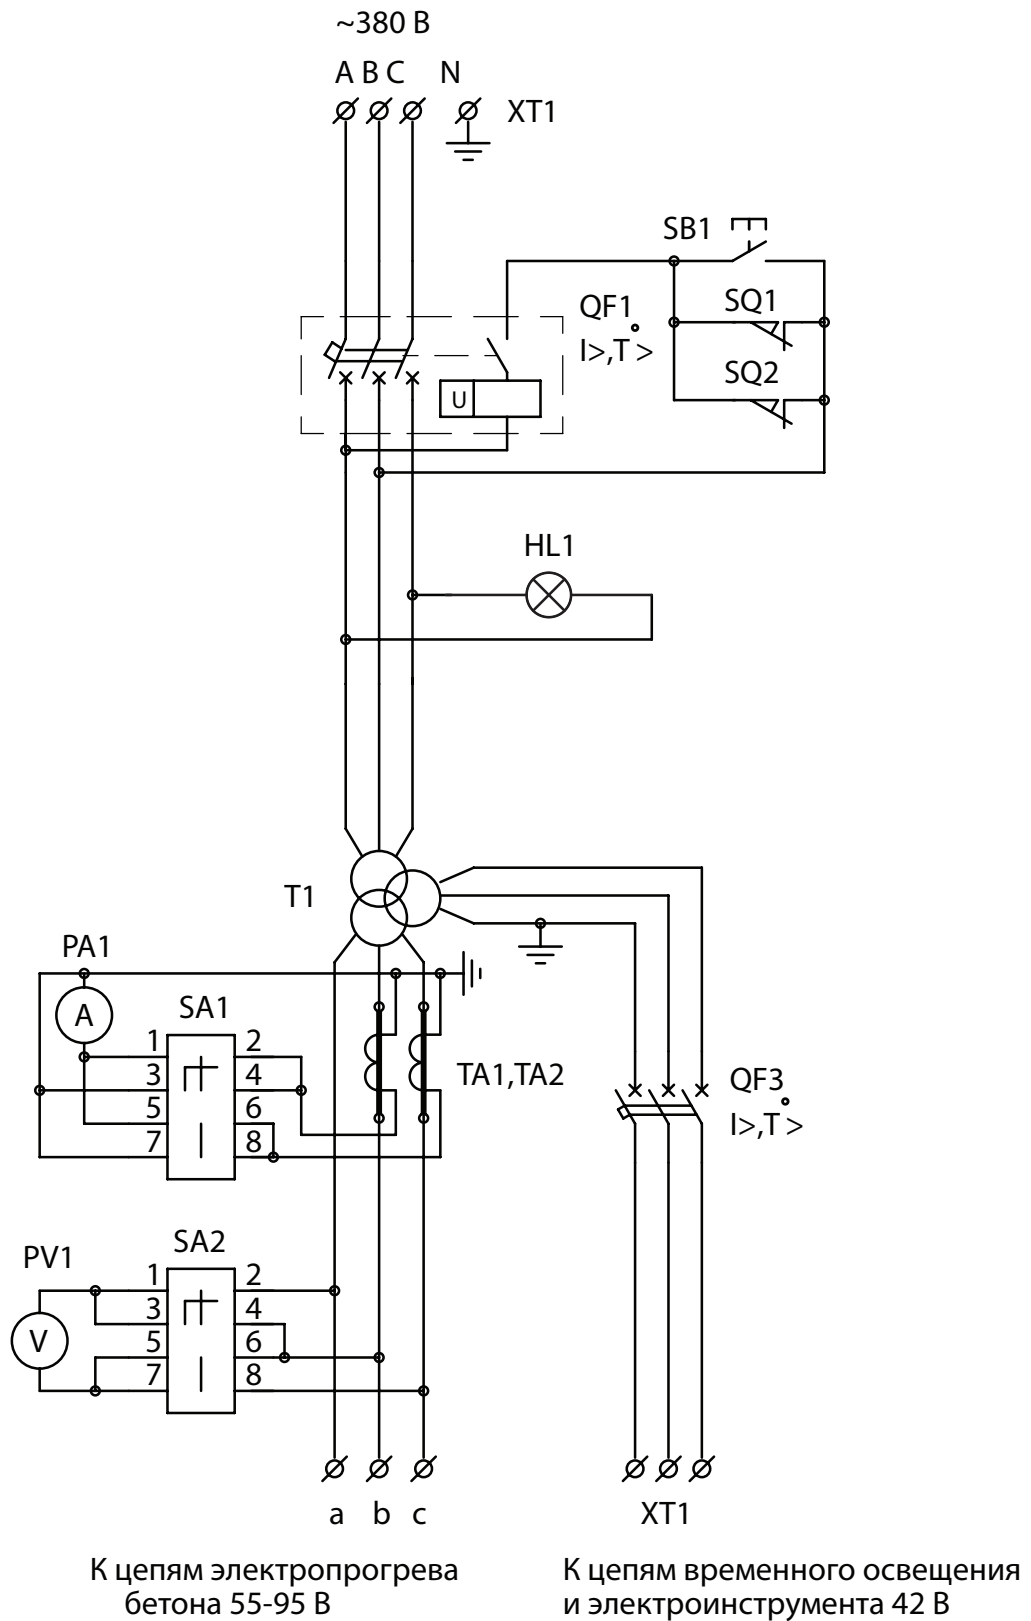 ~380 В
A B C N
XT1
SB1
QF1
I>,T°>
SQ1
SQ2
U
HL1
T1
PA1
A
SA1
1 2
3 4
5 6
7 8
TA1,TA2
QF3
I>,T°>
PV1
V
SA2
1 2
3 4
5 6
7 8
a b c
XT1
К цепям электропрогрева
бетона 55-95 В
К цепям временного освещения
и электроинструмента 42 В